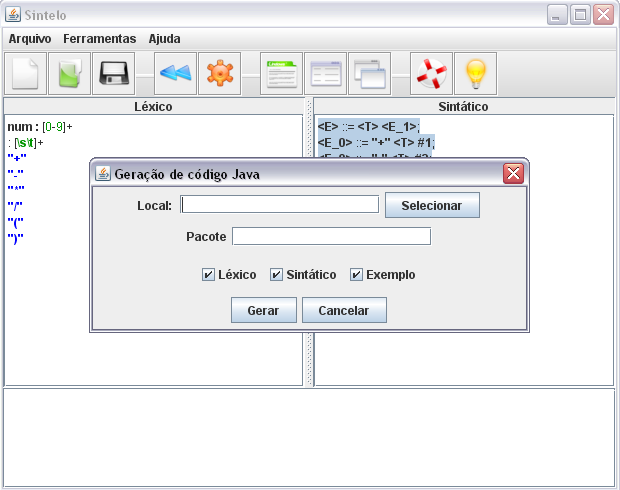 Sintelo
Arquivo Ferramentas Ajuda
Léxico
Sintático
num : [0-9]+
: [\s\t]+
"+"
"-"
"*"
"/"
"("
")"
<E> ::= <T> <E_1>;
<E_0> ::= "+" <T> #1;
Geração de código Java
Local:
Selecionar
Pacote
Léxico Sintático Exemplo
Gerar Cancelar